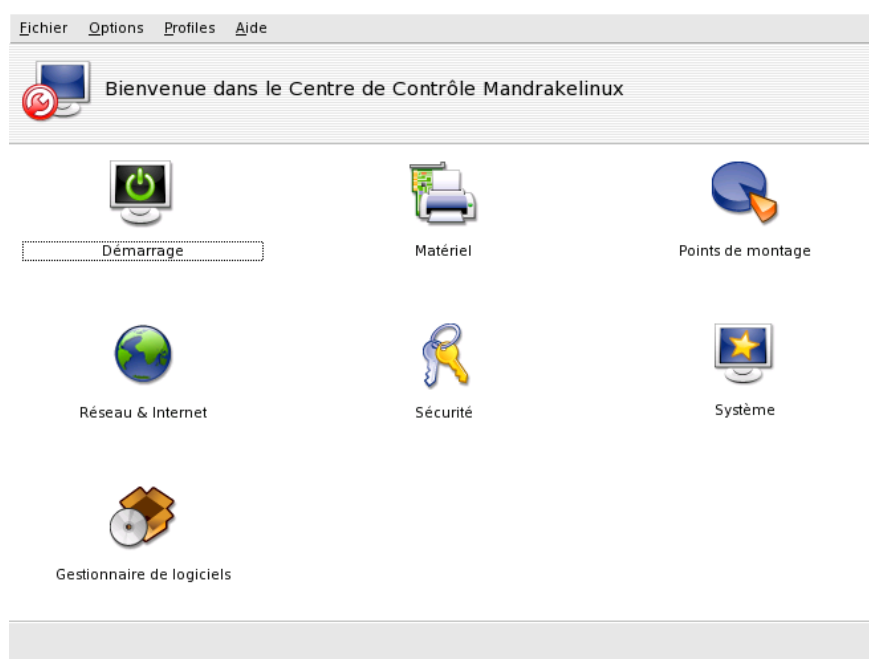 Fichier Options Profiles Aide
Bienvenue dans le Centre de Contrôle Mandrakelinux
Démarrage Matériel Points de montage
Réseau & Internet Sécurité Système
Gestionnaire de logiciels